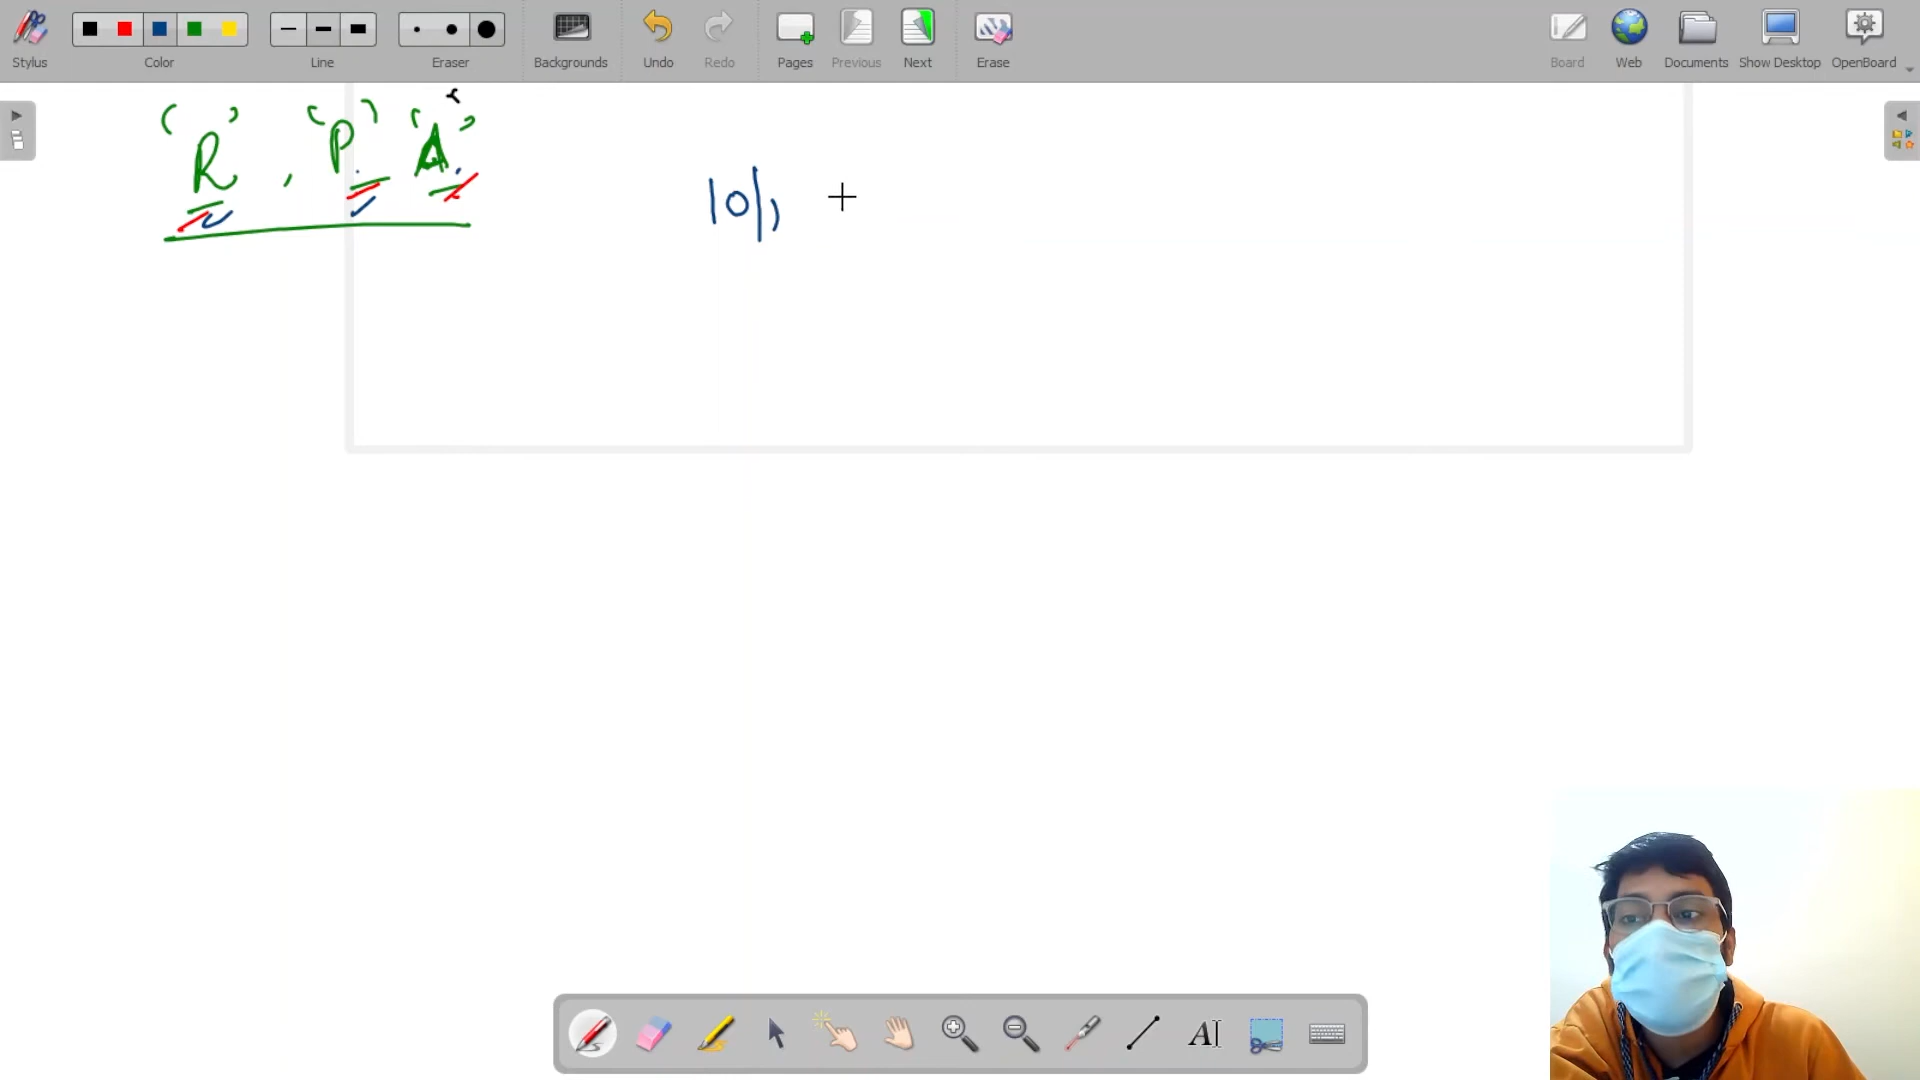 Stylus
Color
Line
Eraser
Backgrounds
Undo
Redo
Pages
Previous
Next
Erase
Board
Web
Documents
Show Desktop
OpenBoard
'R', 'P' 'A'
10|,
A